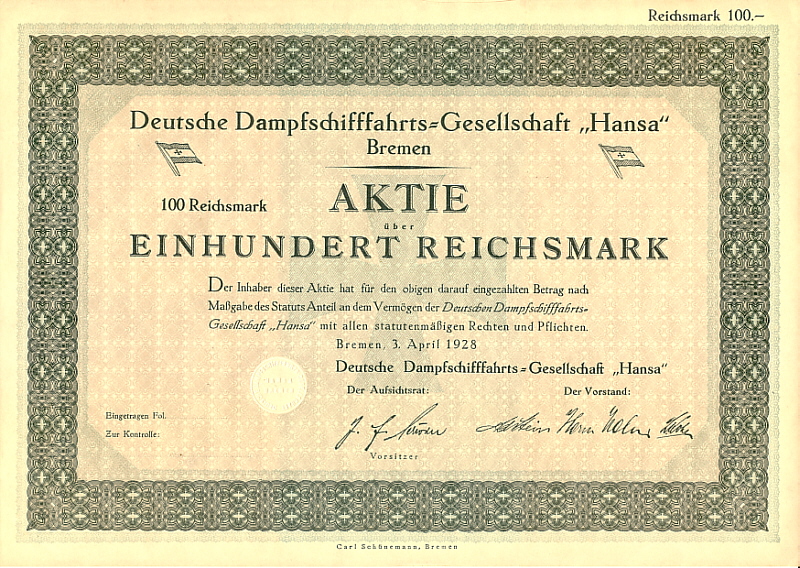 Reichsmark 100.—
Deutsche Dampfschifffahrts=Gesellschaft „Hansa“
Bremen
100 Reichsmark
AKTIE
über
EINHUNDERT REICHSMARK
Der Inhaber dieser Aktie hat für den obigen darauf eingezahlten Betrag nach
Maßgabe des Statuts Anteil an dem Vermögen der Deutschen Dampfschifffahrts=
Gesellschaft „Hansa“ mit allen statutenmäßigen Rechten und Pflichten.
Bremen, 3. April 1928
Deutsche Dampfschifffahrts=Gesellschaft „Hansa“
Der Aufsichtsrat:
Der Vorstand:
Eingetragen Fol.
Zur Kontrolle:
J. F.
Vorsitzer
Carl Schünemann, Bremen